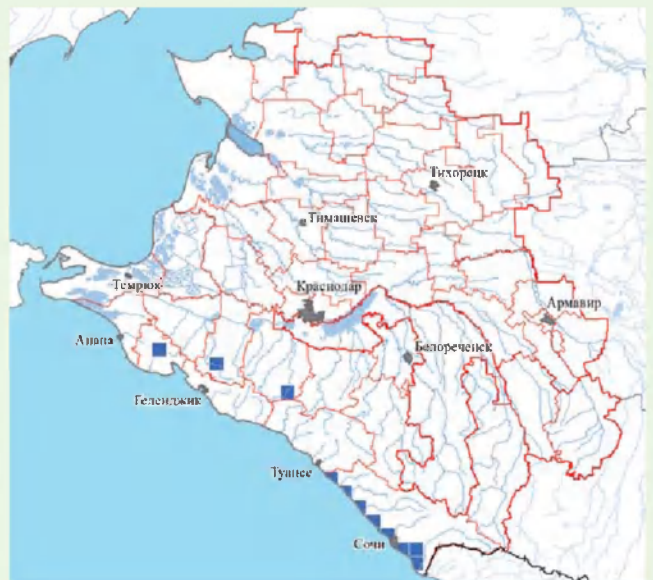 Тихорецк
Тимашевск
Темрюк
Краснодар
Армавир
Анапа
Белореченск
Геленджик
Туапсе
Сочи